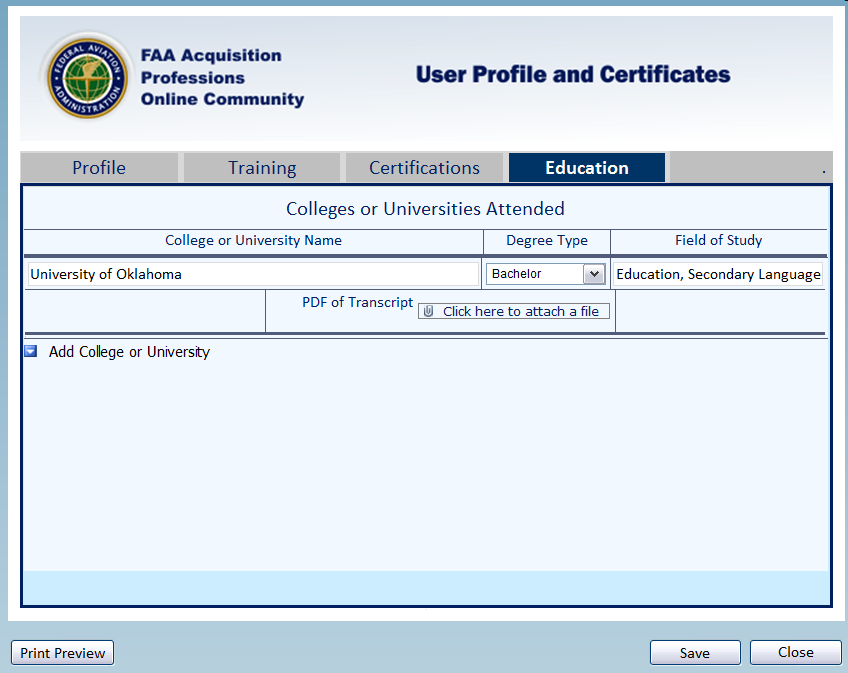 FEDERAL AVIATION
ADMINISTRATION
FAA Acquisition
Professions
Online Community
User Profile and Certificates
Profile Training Certifications Education .
Colleges or Universities Attended
College or University Name Degree Type Field of Study
University of Oklahoma Bachelor Education, Secondary Language
PDF of Transcript Click here to attach a file
Add College or University
Print Preview Save Close